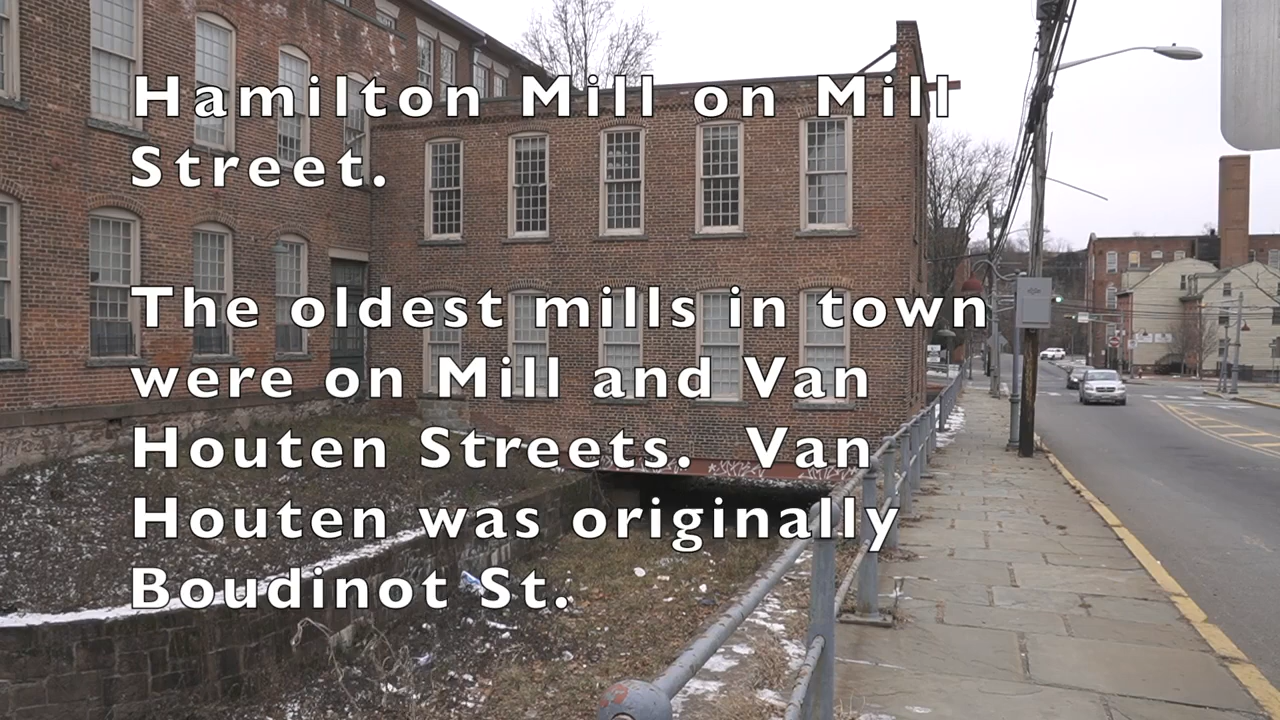 Hamilton Mill on Mill
Street.
The oldest mills in town
were on Mill and Van
Houten Streets.  Van
Houten was originally
Boudinot St.